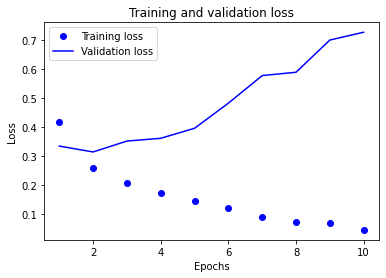 Training and validation loss
Training loss
Validation loss
0.7
0.6
0.5
0.4
0.3
0.2
0.1
Loss
2 4 6 8 10
Epochs